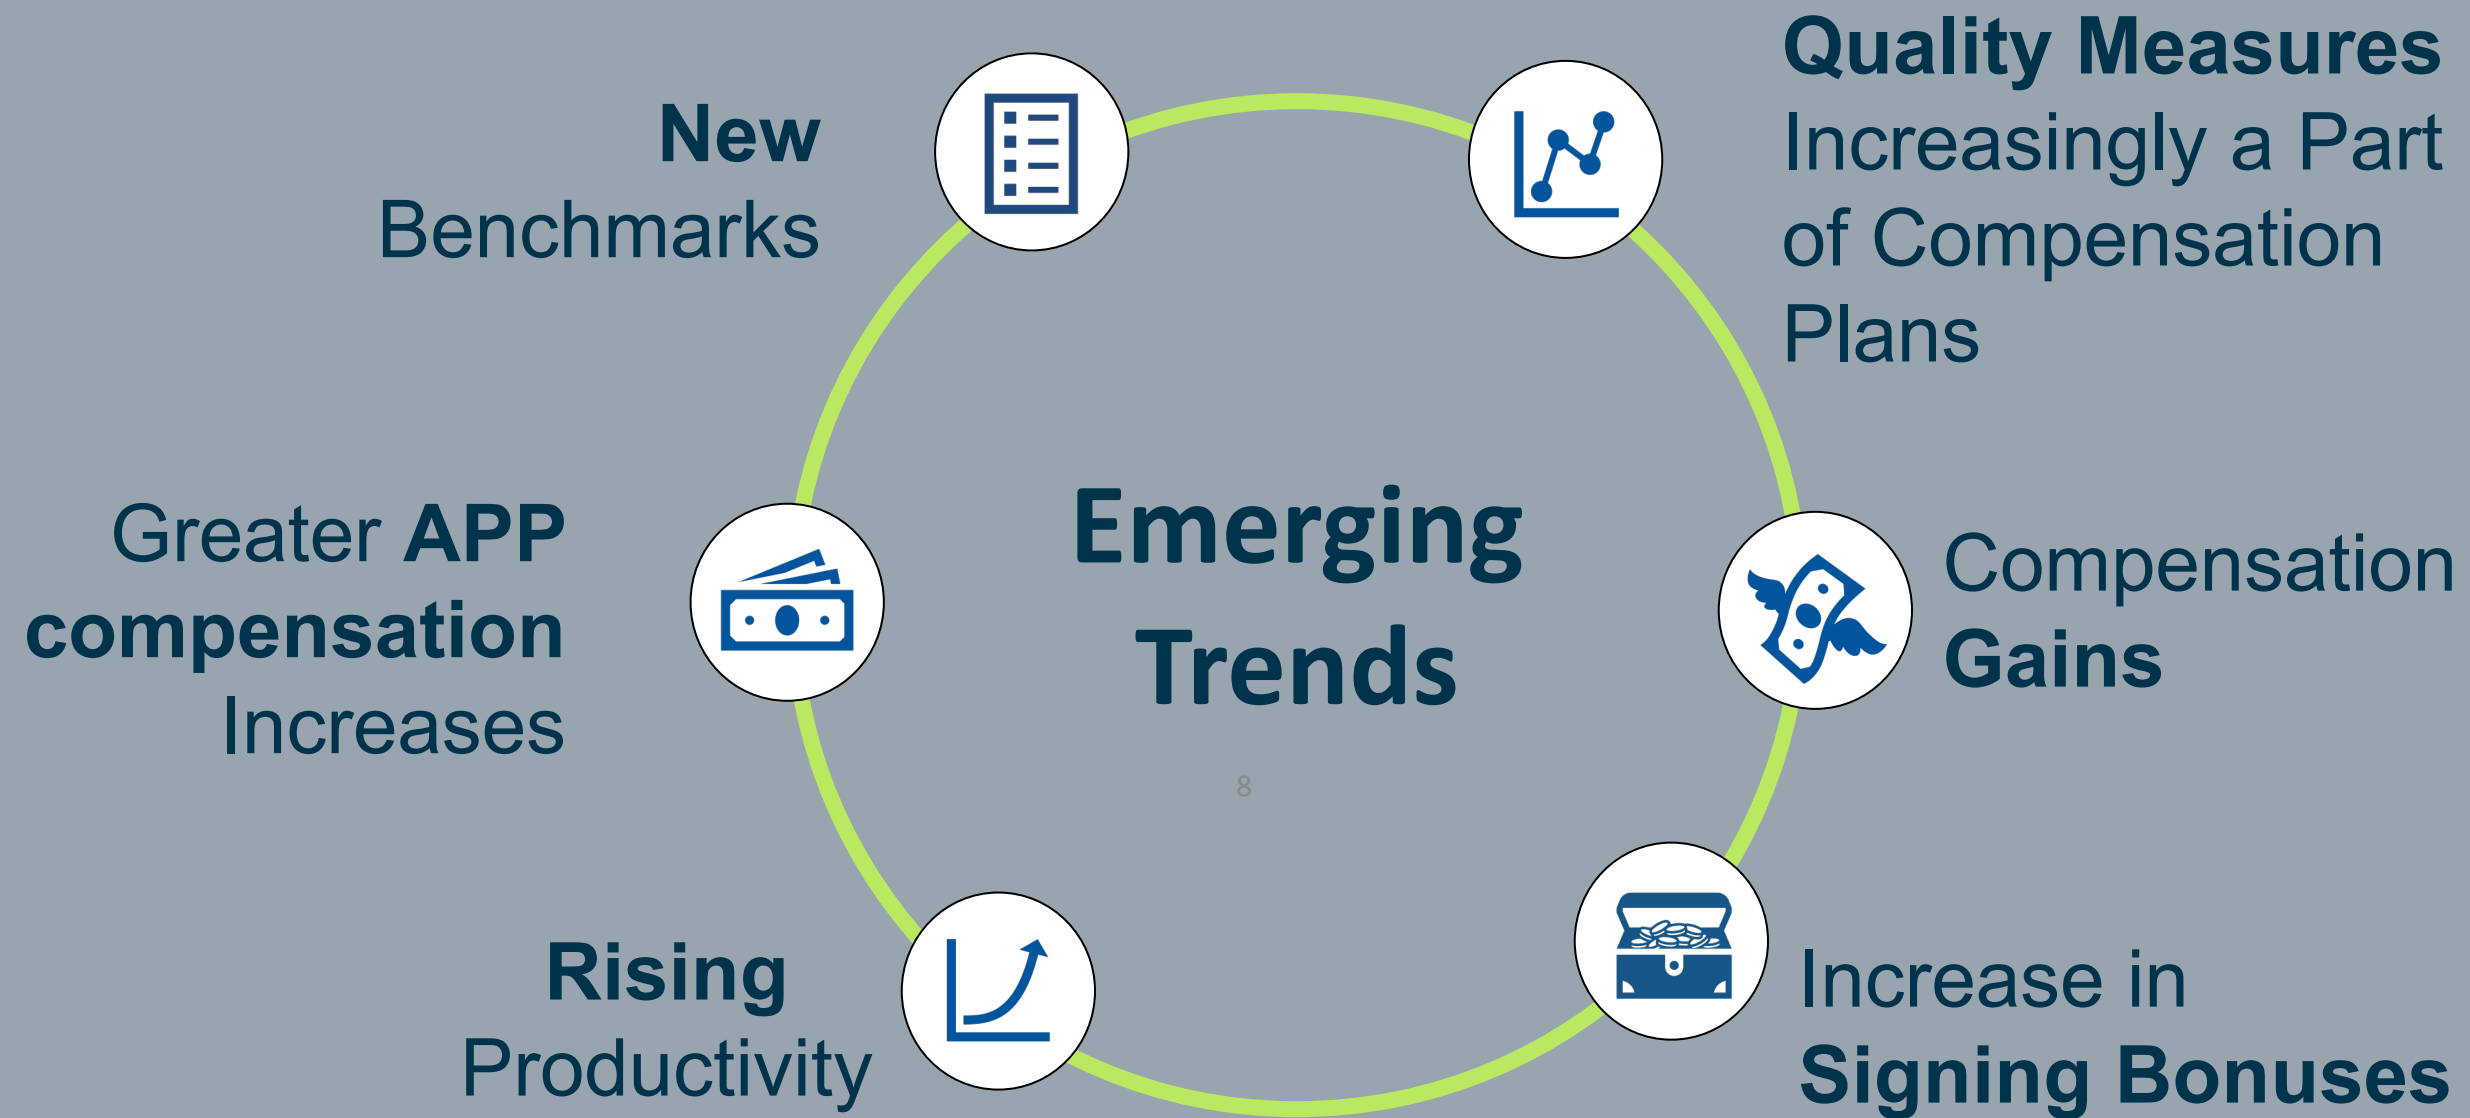 New
Benchmarks
Quality Measures
Increasingly a Part
of Compensation
Plans
Greater APP
compensation
Increases
Emerging
Trends
8
Compensation
Gains
Rising
Productivity
Increase in
Signing Bonuses